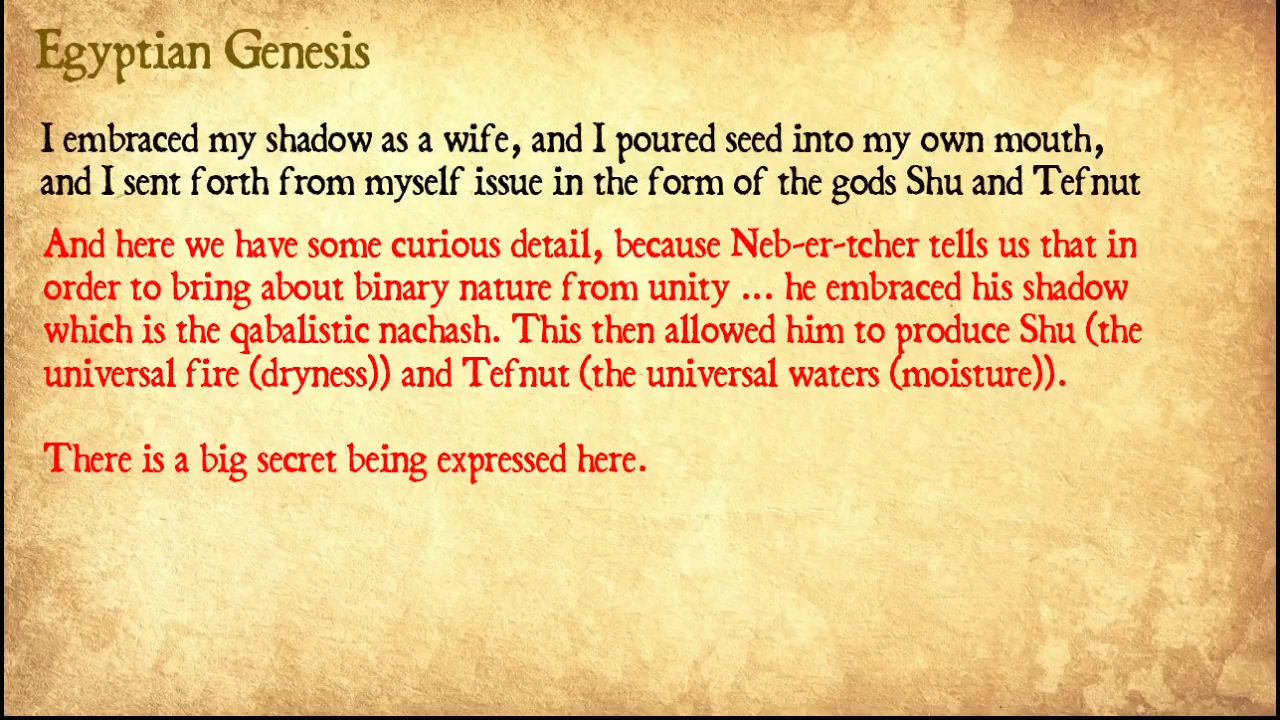 Egyptian Genesis
I embraced my shadow as a wife, and I poured seed into my own mouth,
and I sent forth from myself issue in the form of the gods Shu and Tefnut
And here we have some curious detail, because Neb-er-tcher tells us that in
order to bring about binary nature from unity ... he embraced his shadow
which is the qabalistic nachash. This then allowed him to produce Shu (the
universal fire (dryness)) and Tefnut (the universal waters (moisture)).
There is a big secret being expressed here.